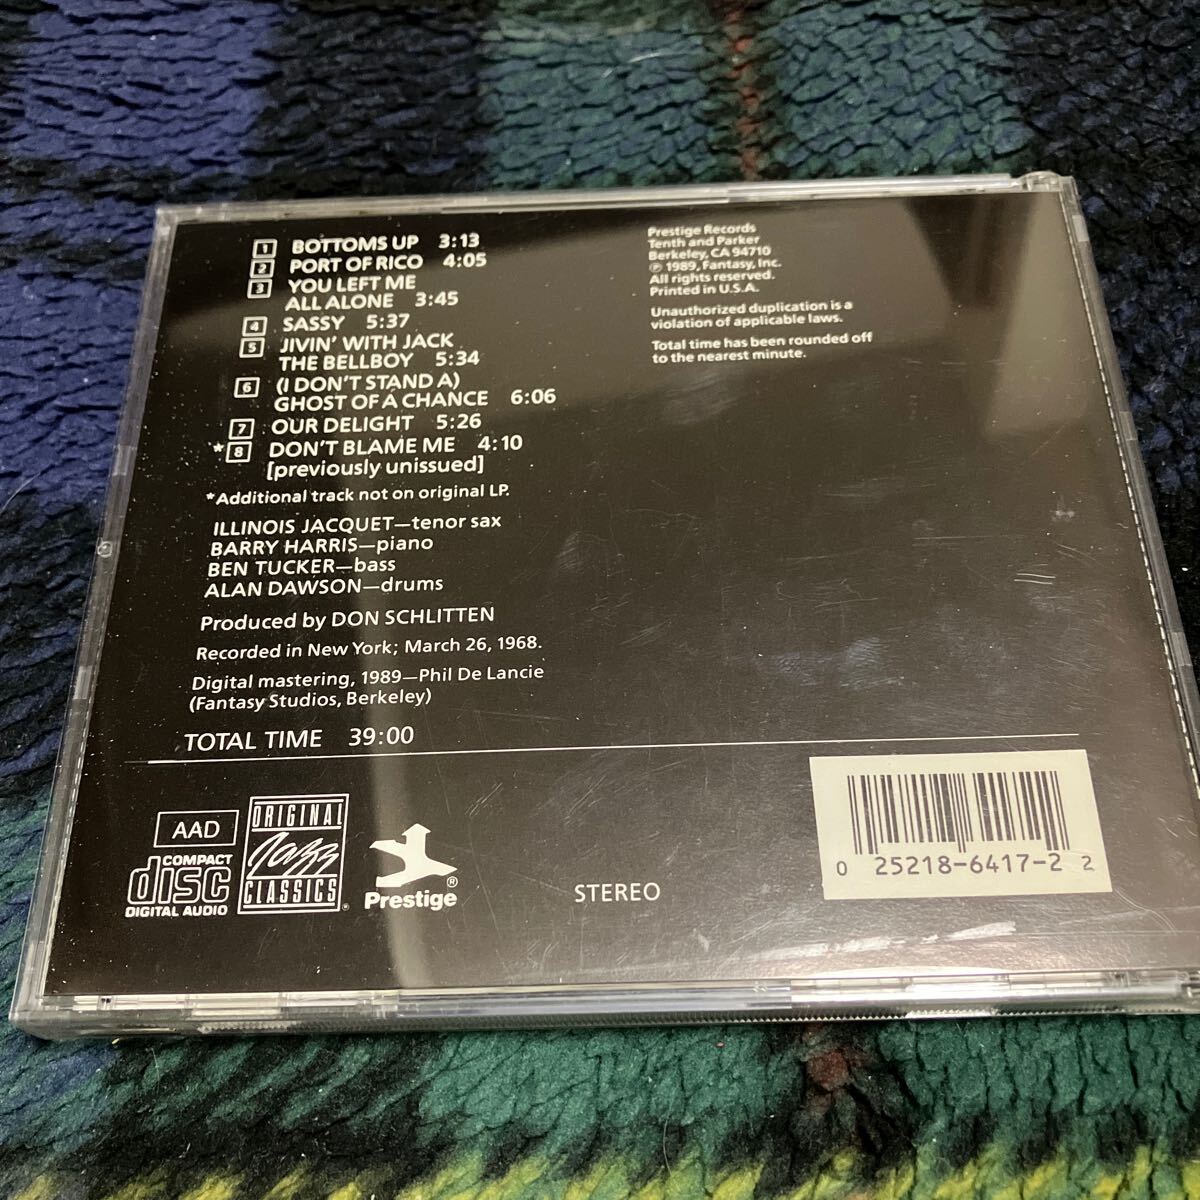 1 BOTTOMS UP 3:13
2 PORT OF RICO 4:05
3 YOU LEFT ME
ALL ALONE 3:45
4 SASSY 5:37
5 JIVIN' WITH JACK
THE BELLBOY 5:34
6 (I DON'T STAND A)
GHOST OF A CHANCE 6:06
7 OUR DELIGHT 5:26
*8 DON'T BLAME ME 4:10
[previously unissued]
*Additional track not on original LP.
ILLINOIS JACQUET—tenor sax
BARRY HARRIS—piano
BEN TUCKER—bass
ALAN DAWSON—drums
Produced by DON SCHLITTEN
Recorded in New York; March 26, 1968.
Digital mastering, 1989—Phil De Lancie
(Fantasy Studios, Berkeley)
TOTAL TIME 39:00
Prestige Records
Tenth and Parker
Berkeley, CA 94710
℗ 1989, Fantasy, Inc.
All rights reserved.
Printed in U.S.A.
Unauthorized duplication is a
violation of applicable laws.
Total time has been rounded off
to the nearest minute.
AAD
COMPACT
disc
DIGITAL AUDIO
ORIGINAL
Jazz
CLASSICS®
Prestige®
STEREO
0 25218-6417-2 2